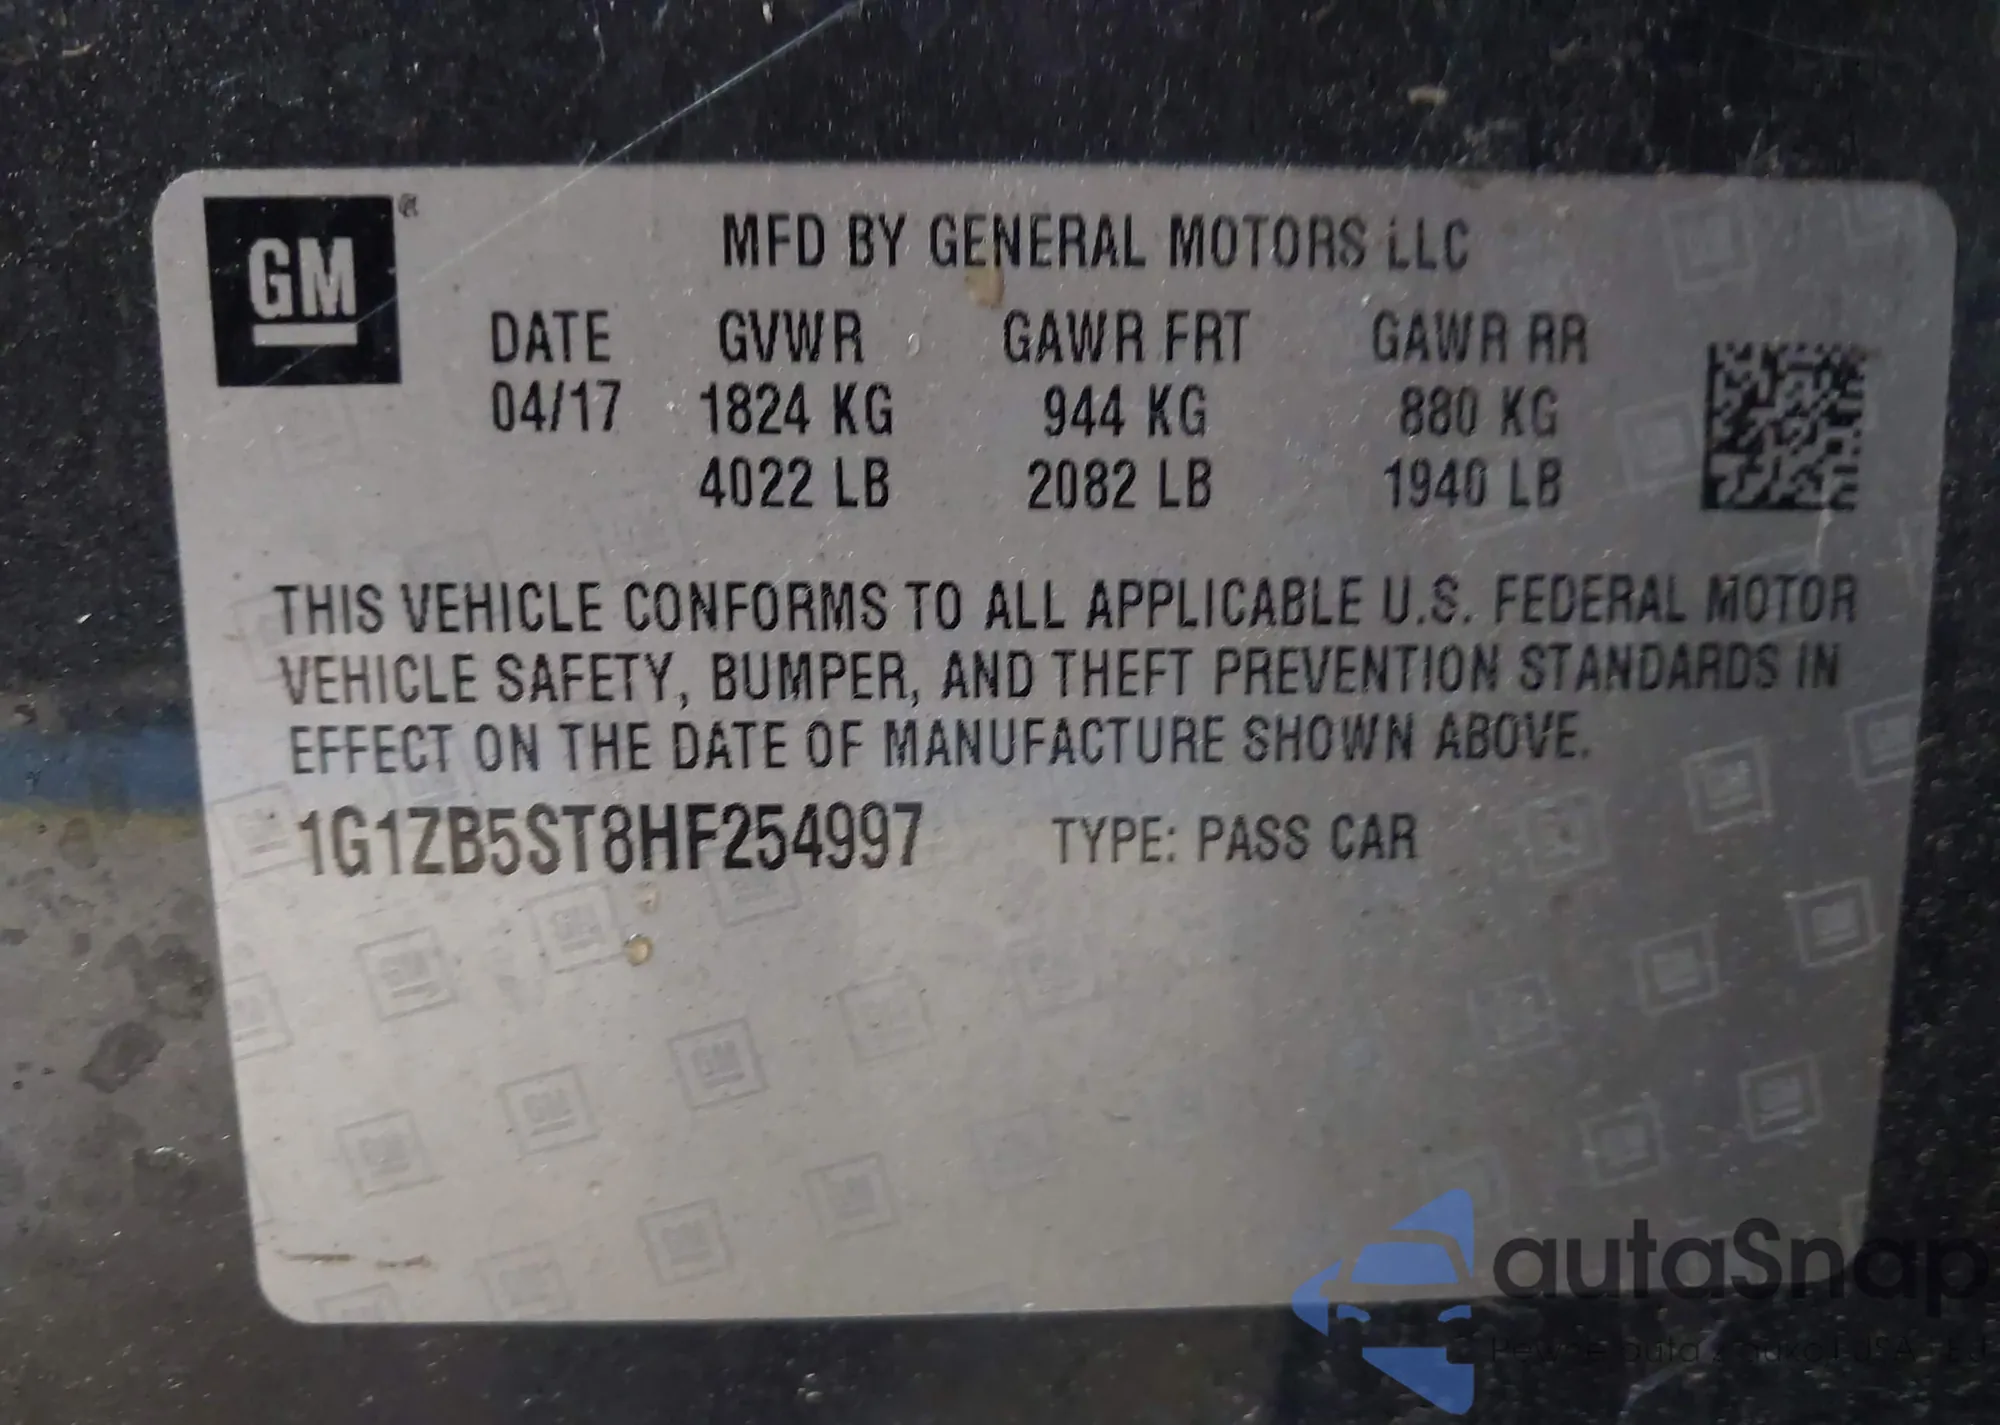 GM
MFD BY GENERAL MOTORS LLC
DATE GVWR GAWR FRT GAWR RR
04/17 1824 KG 944 KG 880 KG
4022 LB 2082 LB 1940 LB
THIS VEHICLE CONFORMS TO ALL APPLICABLE U.S. FEDERAL MOTOR
VEHICLE SAFETY, BUMPER, AND THEFT PREVENTION STANDARDS IN
EFFECT ON THE DATE OF MANUFACTURE SHOWN ABOVE.
1G1ZB5ST8HF254997 TYPE: PASS CAR
autaSnap
auta z